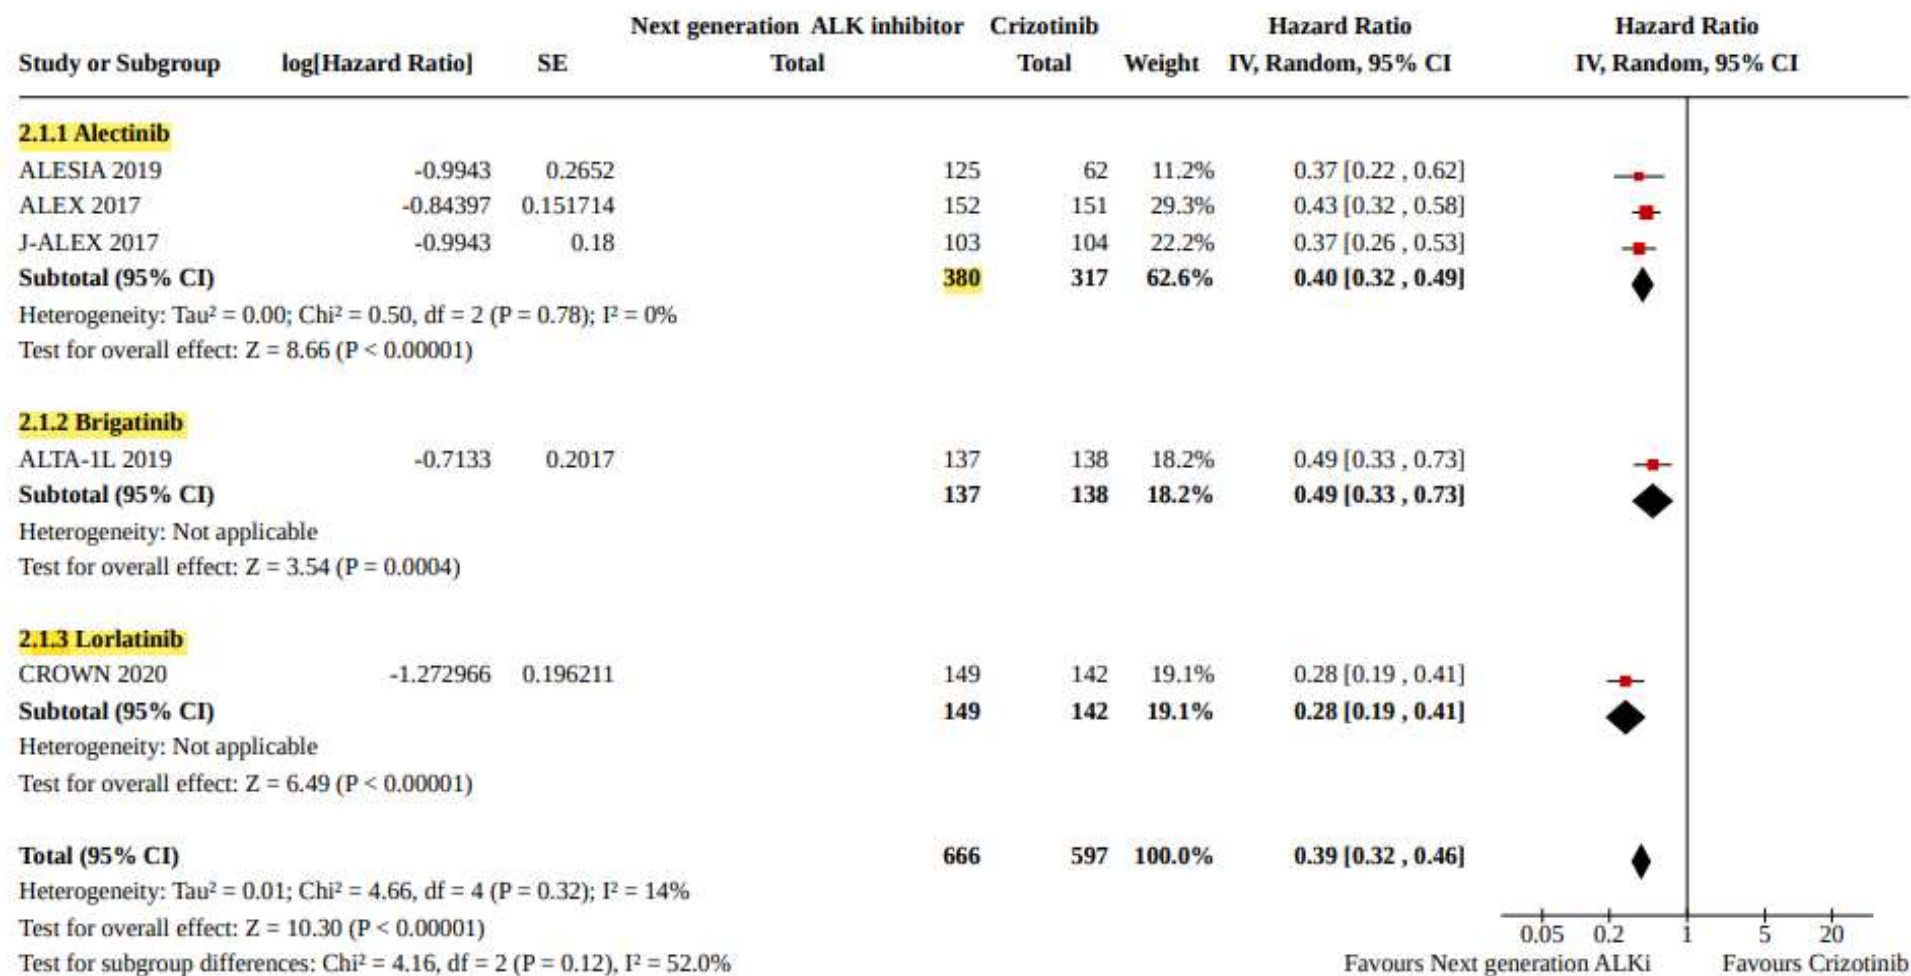 Next generation ALK inhibitor Crizotinib Hazard Ratio Hazard Ratio
Study or Subgroup log[Hazard Ratio] SE Total Total Weight IV, Random, 95% CI IV, Random, 95% CI
2.1.1 Alectinib
ALESIA 2019 -0.9943 0.2652 125 62 11.2% 0.37 [0.22 , 0.62]
ALEX 2017 -0.84397 0.151714 152 151 29.3% 0.43 [0.32 , 0.58]
J-ALEX 2017 -0.9943 0.18 103 104 22.2% 0.37 [0.26 , 0.53]
Subtotal (95% CI) 380 317 62.6% 0.40 [0.32 , 0.49]
Heterogeneity: Tau² = 0.00; Chi² = 0.50, df = 2 (P = 0.78); I² = 0%
Test for overall effect: Z = 8.66 (P < 0.00001)
2.1.2 Brigatinib
ALTA-1L 2019 -0.7133 0.2017 137 138 18.2% 0.49 [0.33 , 0.73]
Subtotal (95% CI) 137 138 18.2% 0.49 [0.33 , 0.73]
Heterogeneity: Not applicable
Test for overall effect: Z = 3.54 (P = 0.0004)
2.1.3 Lorlatinib
CROWN 2020 -1.272966 0.196211 149 142 19.1% 0.28 [0.19 , 0.41]
Subtotal (95% CI) 149 142 19.1% 0.28 [0.19 , 0.41]
Heterogeneity: Not applicable
Test for overall effect: Z = 6.49 (P < 0.00001)
Total (95% CI) 666 597 100.0% 0.39 [0.32 , 0.46]
Heterogeneity: Tau² = 0.01; Chi² = 4.66, df = 4 (P = 0.32); I² = 14%
Test for overall effect: Z = 10.30 (P < 0.00001) 0.05 0.2 1 5 20
Test for subgroup differences: Chi² = 4.16, df = 2 (P = 0.12), I² = 52.0% Favours Next generation ALKi Favours Crizotinib